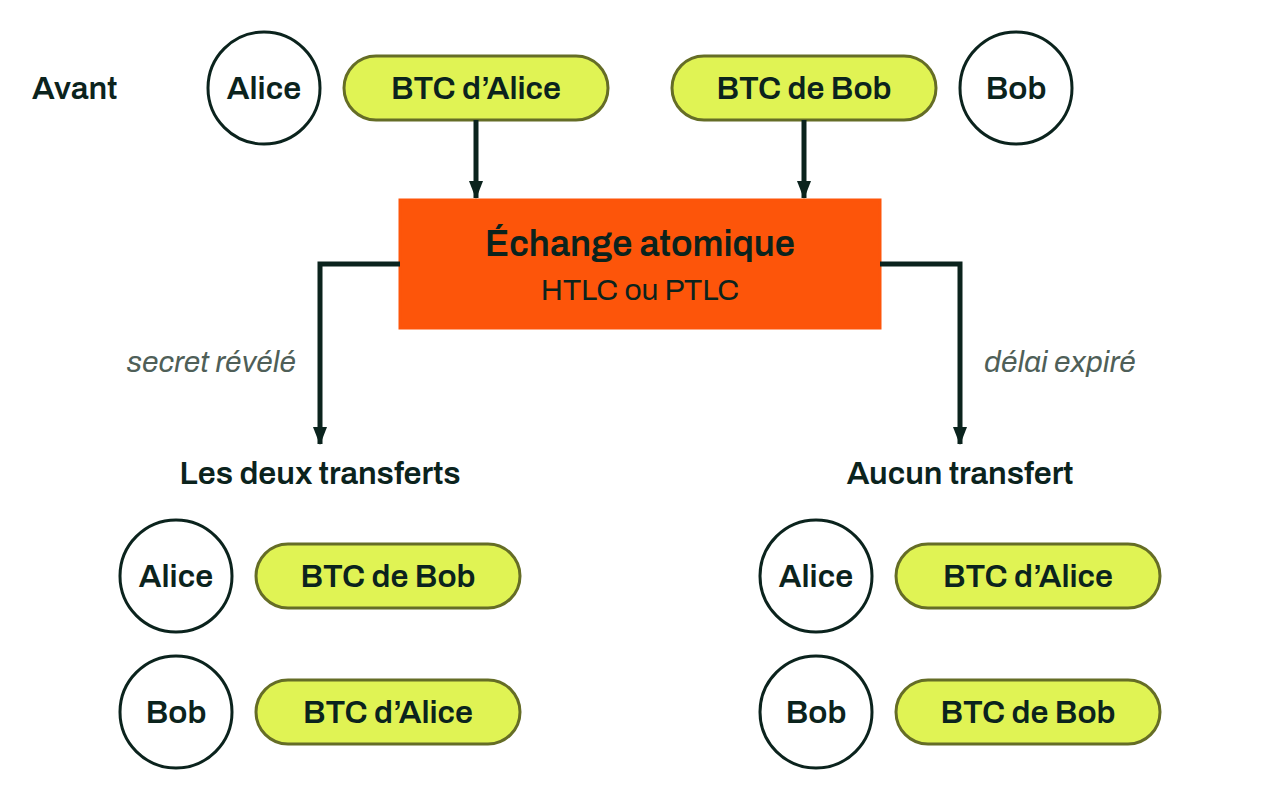 Avant
Alice
BTC d’Alice
BTC de Bob
Bob
Échange atomique
HTLC ou PTLC
secret révélé
délai expiré
Les deux transferts
Aucun transfert
Alice
BTC de Bob
Alice
BTC d’Alice
Bob
BTC d’Alice
Bob
BTC de Bob